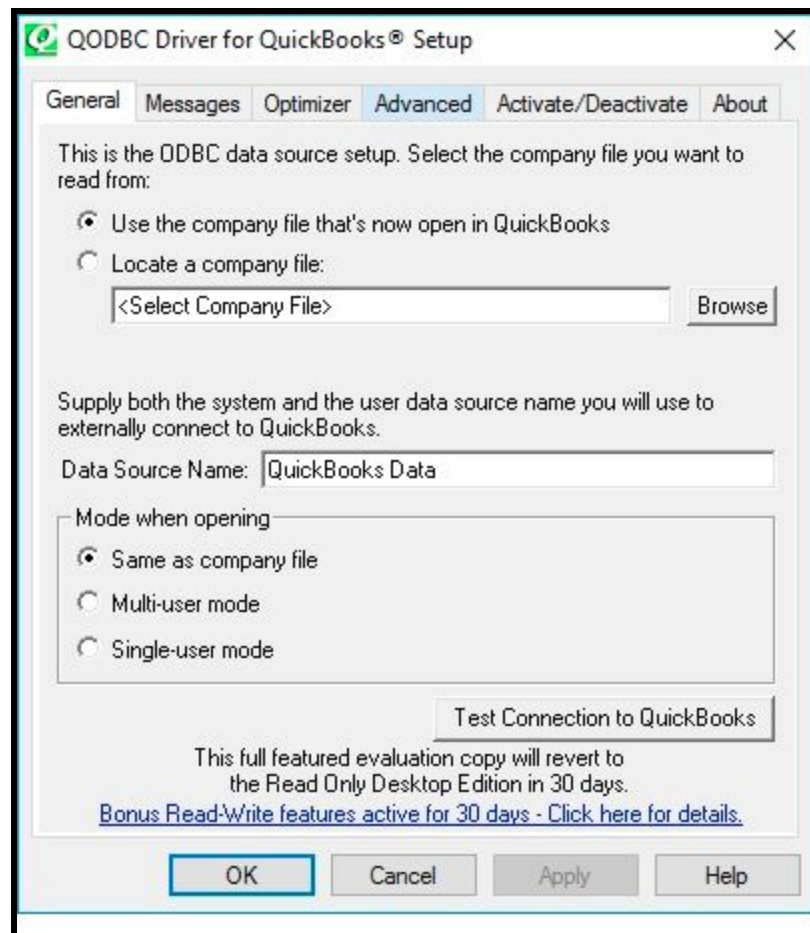 QODBC Driver for QuickBooks® Setup
General Messages Optimizer Advanced Activate/Deactivate About
This is the ODBC data source setup. Select the company file you want to
read from:
Use the company file that's now open in QuickBooks
Locate a company file:
<Select Company File> Browse
Supply both the system and the user data source name you will use to
externally connect to QuickBooks.
Data Source Name: QuickBooks Data
Mode when opening
Same as company file
Multi-user mode
Single-user mode
Test Connection to QuickBooks
This full featured evaluation copy will revert to
the Read Only Desktop Edition in 30 days.
Bonus Read-Write features active for 30 days - Click here for details.
OK Cancel Apply Help